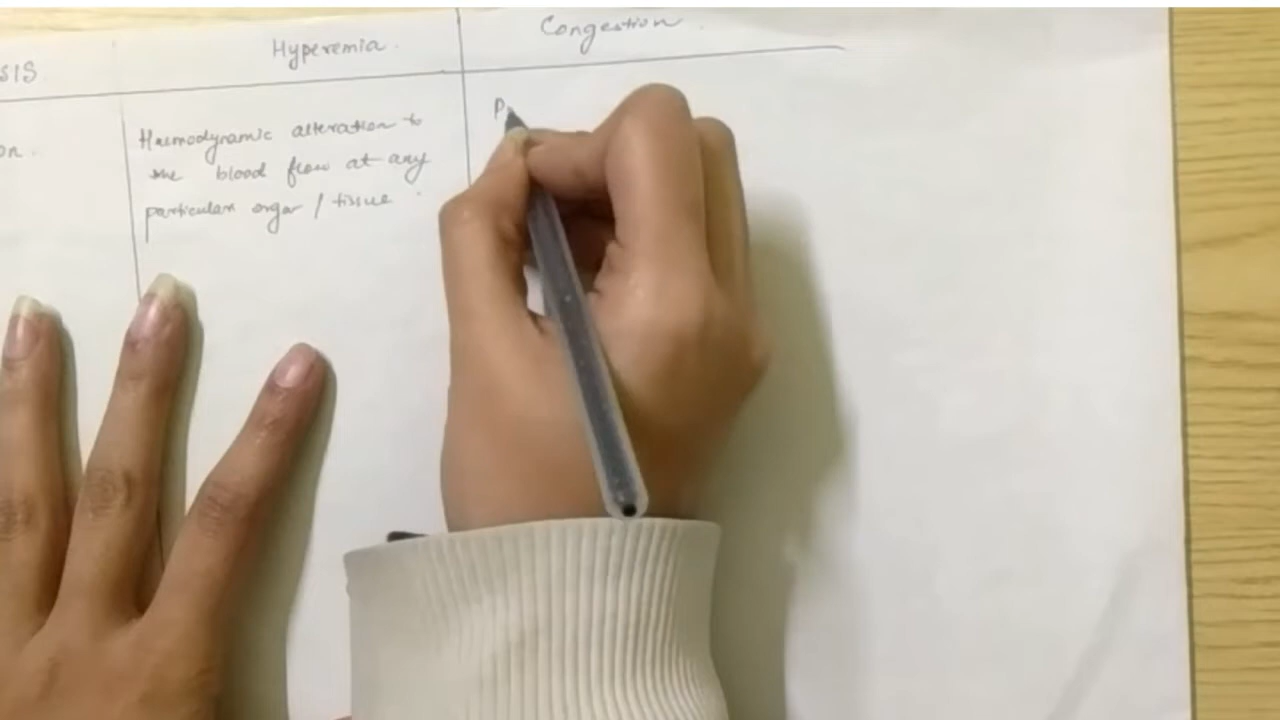 SIS
Hyperemia.
Congestion.
on.
Haemodynamic alteration to
the blood flow at any
particular organ / tissue.
P